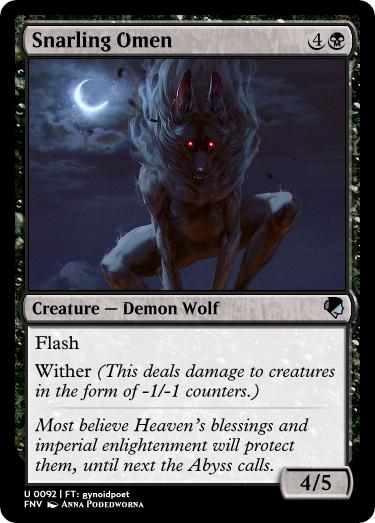 Snarling Omen 4
Creature — Demon Wolf
Flash
Wither (This deals damage to creatures
in the form of -1/-1 counters.)
Most believe Heaven's blessings and
imperial enlightenment will protect
them, until next the Abyss calls.
4/5
U 0092 | FT: gynoidpoet
FNV Anna Podedworna